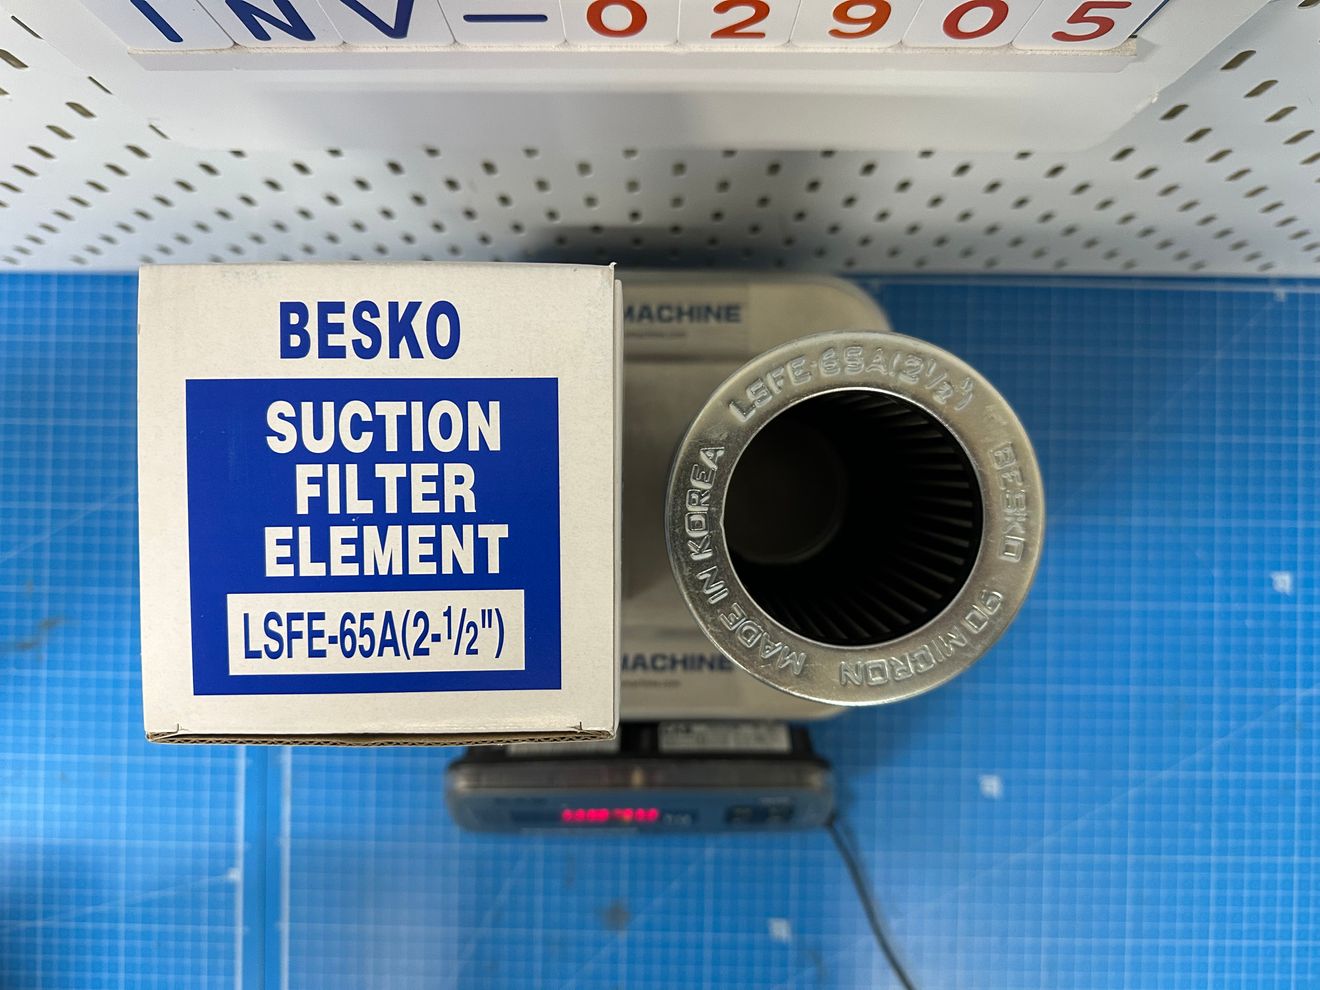 INV-02905
BESKO
SUCTION
FILTER
ELEMENT
LSFE-65A(2-1/2")
MACHINE
LSFE-65A(2 1/2")
BESKO
90 MICRON
MADE IN KOREA
MACHINE